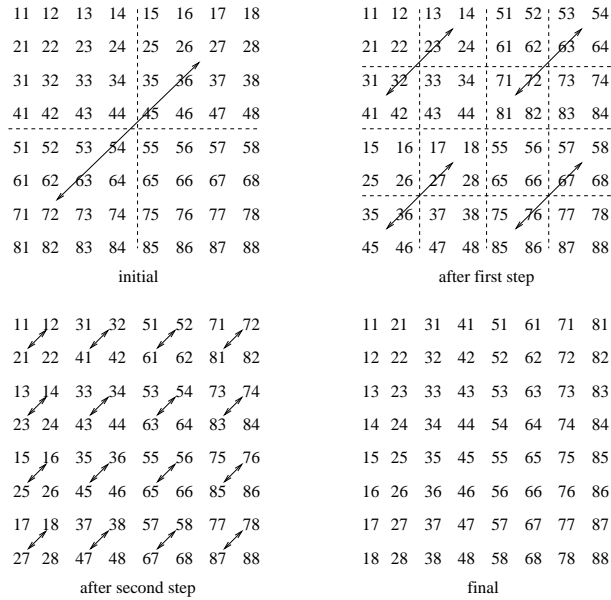 11 12 13 14 15 16 17 18
21 22 23 24 25 26 27 28
31 32 33 34 35 36 37 38
41 42 43 44 45 46 47 48
51 52 53 54 55 56 57 58
61 62 63 64 65 66 67 68
71 72 73 74 75 76 77 78
81 82 83 84 85 86 87 88
initial
11 12 13 14 51 52 53 54
21 22 23 24 61 62 63 64
31 32 33 34 71 72 73 74
41 42 43 44 81 82 83 84
15 16 17 18 55 56 57 58
25 26 27 28 65 66 67 68
35 36 37 38 75 76 77 78
45 46 47 48 85 86 87 88
after first step
11 12 31 32 51 52 71 72
21 22 41 42 61 62 81 82
13 14 33 34 53 54 73 74
23 24 43 44 63 64 83 84
15 16 35 36 55 56 75 76
25 26 45 46 65 66 85 86
17 18 37 38 57 58 77 78
27 28 47 48 67 68 87 88
after second step
11 21 31 41 51 61 71 81
12 22 32 42 52 62 72 82
13 23 33 43 53 63 73 83
14 24 34 44 54 64 74 84
15 25 35 45 55 65 75 85
16 26 36 46 56 66 76 86
17 27 37 47 57 67 77 87
18 28 38 48 58 68 78 88
final